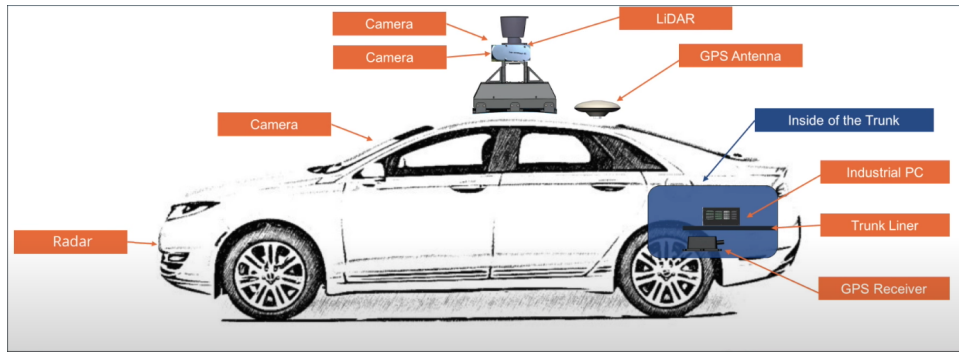 Camera
LiDAR
Camera
GPS Antenna
Camera
Inside of the Trunk
Industrial PC
Trunk Liner
Radar
GPS Receiver